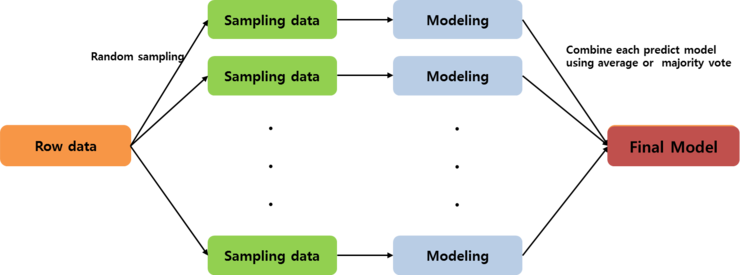 Sampling data
Modeling
Random sampling
Combine each predict model
using average or majority vote
Sampling data
Modeling
Row data
Final Model
Sampling data
Modeling